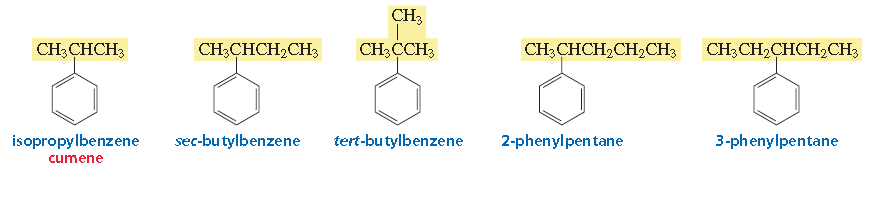 CH₃
CH₃CHCH₃ CH₃CHCH₂CH₃ CH₃CCH₃ CH₃CHCH₂CH₂CH₃ CH₃CH₂CHCH₂CH₃
isopropylbenzene sec-butylbenzene tert-butylbenzene 2-phenylpentane 3-phenylpentane
cumene